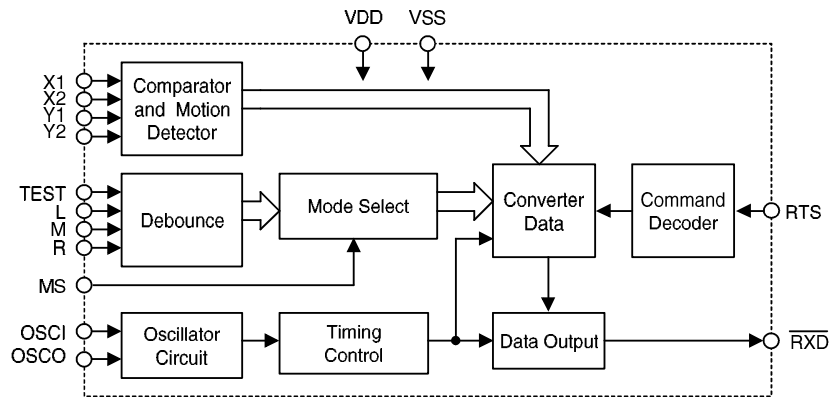 VDD VSS
X1
X2
Y1
Y2
Comparator
and Motion
Detector
TEST
L
M
R
Debounce
Mode Select
Converter
Data
Command
Decoder
RTS
MS
OSCI
OSCO
Oscillator
Circuit
Timing
Control
Data Output
RXD